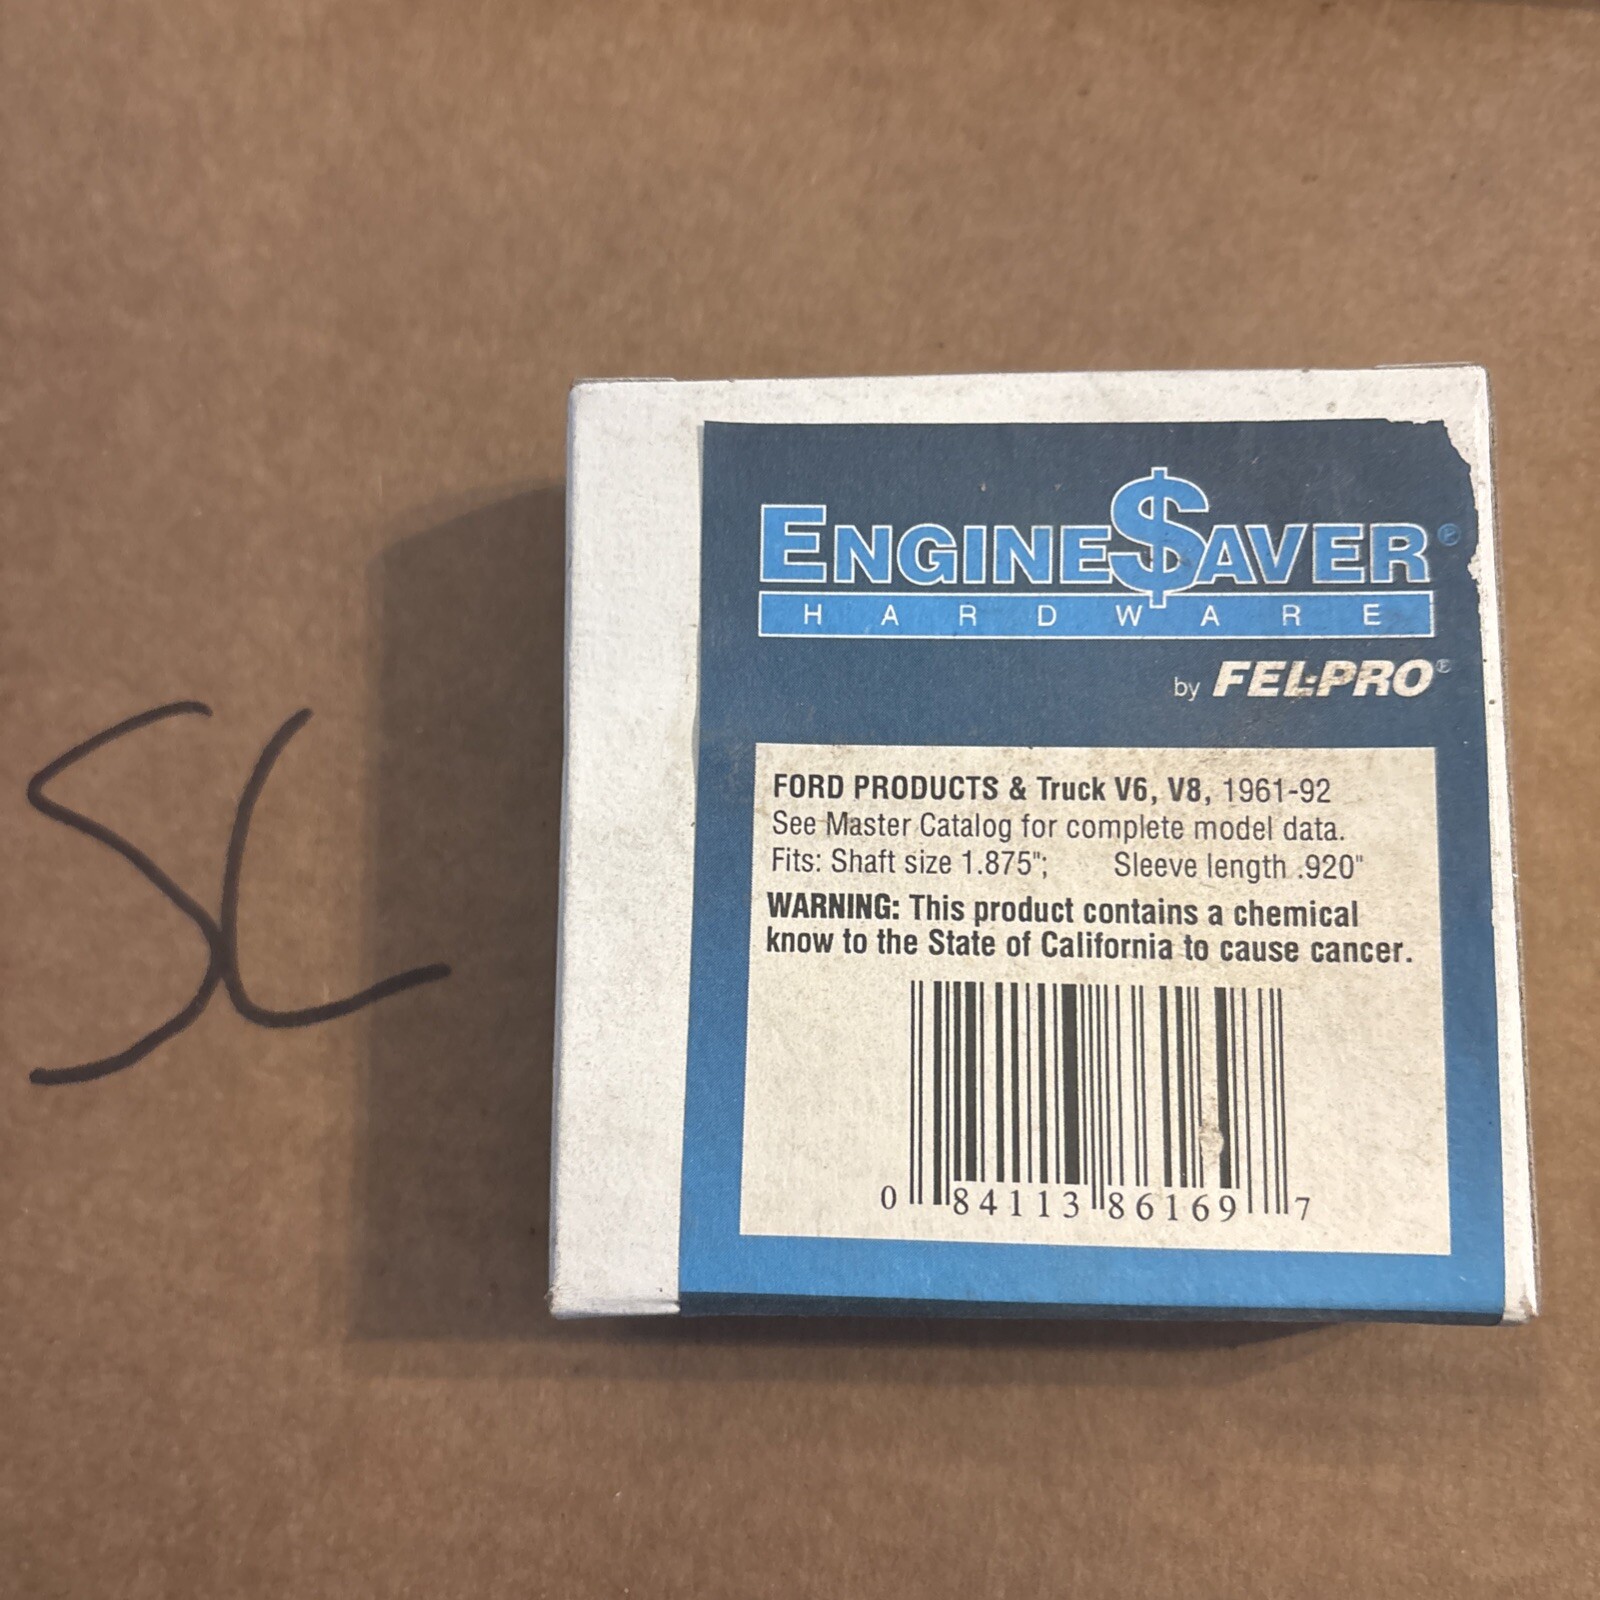 SC
ENGINE$AVER®
HARDWARE
by FEL-PRO®
FORD PRODUCTS & Truck V6, V8, 1961-92
See Master Catalog for complete model data.
Fits: Shaft size 1.875"; Sleeve length .920"
WARNING: This product contains a chemical
know to the State of California to cause cancer.
0 84113 86169 7